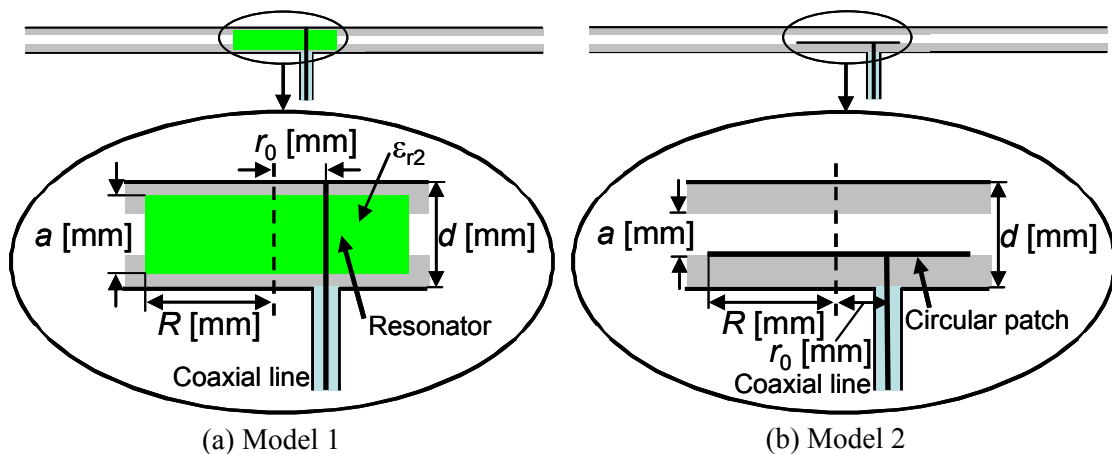 r₀ [mm]
εr2
a [mm]
d [mm]
R [mm]
Resonator
Coaxial line
(a) Model 1
a [mm]
d [mm]
R [mm]
r₀ [mm]
Circular patch
Coaxial line
(b) Model 2